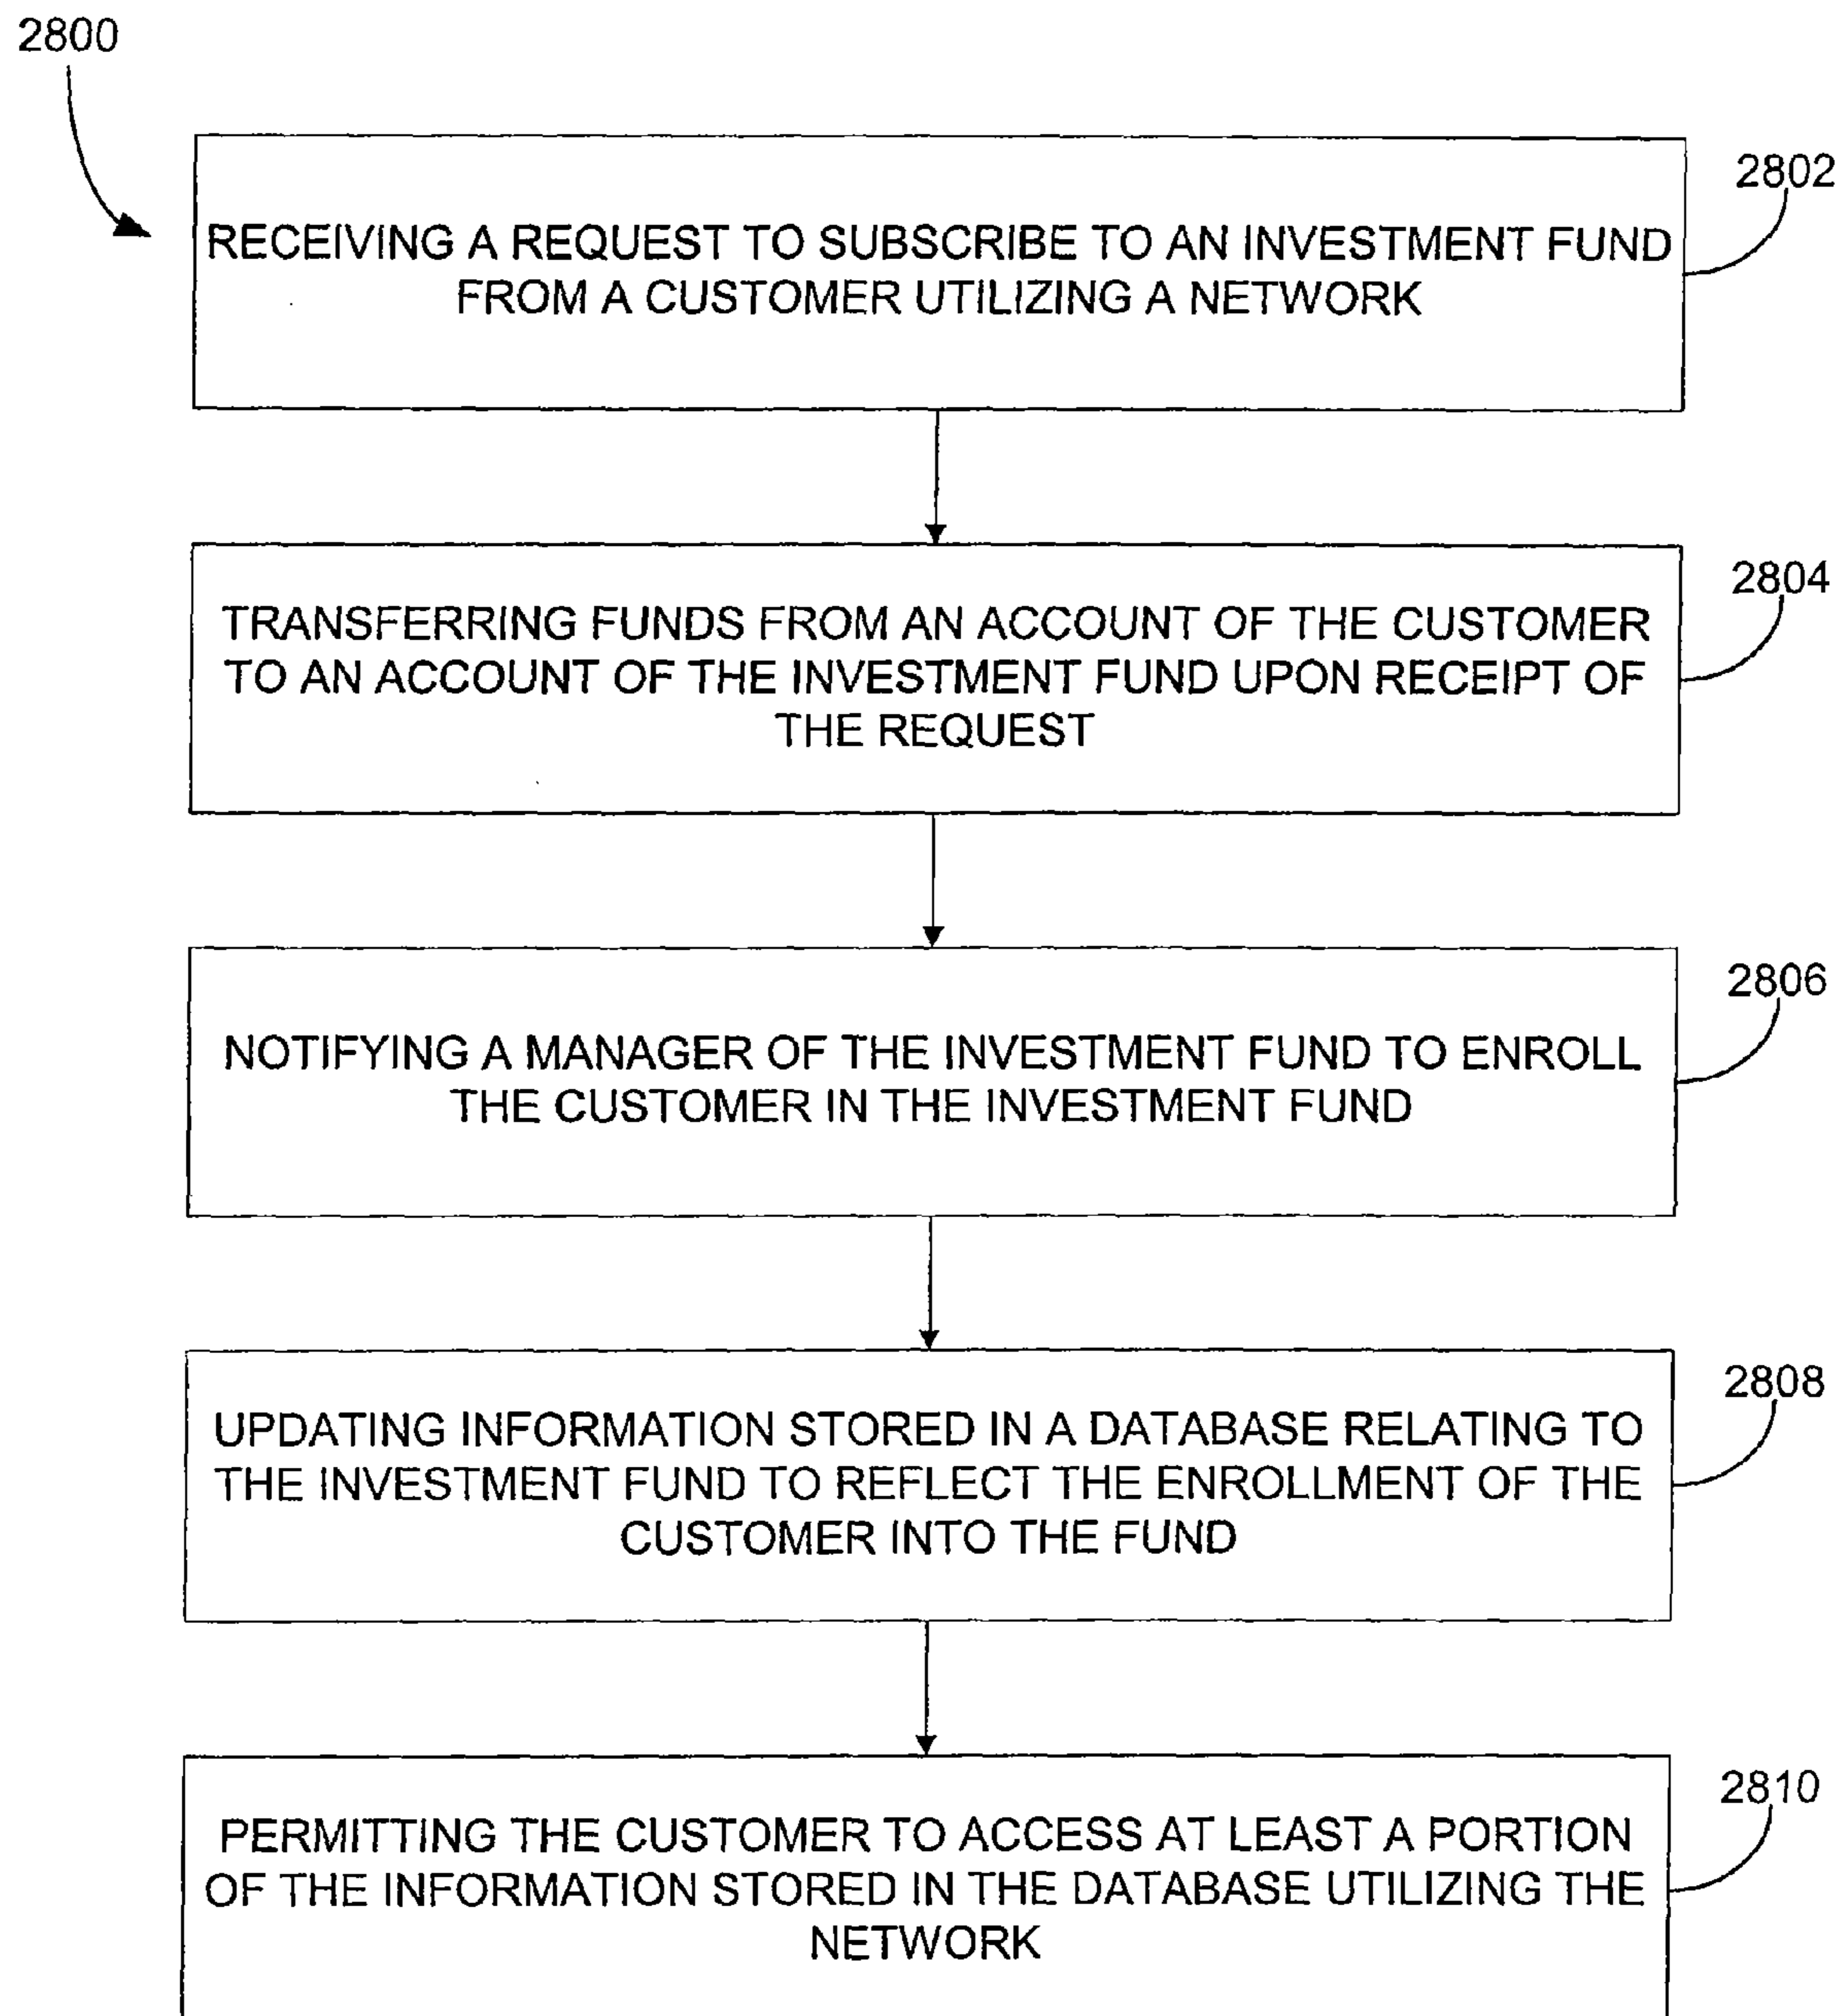 2800
2802
RECEIVING A REQUEST TO SUBSCRIBE TO AN INVESTMENT FUND
FROM A CUSTOMER UTILIZING A NETWORK
2804
TRANSFERRING FUNDS FROM AN ACCOUNT OF THE CUSTOMER
TO AN ACCOUNT OF THE INVESTMENT FUND UPON RECEIPT OF
THE REQUEST
2806
NOTIFYING A MANAGER OF THE INVESTMENT FUND TO ENROLL
THE CUSTOMER IN THE INVESTMENT FUND
2808
UPDATING INFORMATION STORED IN A DATABASE RELATING TO
THE INVESTMENT FUND TO REFLECT THE ENROLLMENT OF THE
CUSTOMER INTO THE FUND
2810
PERMITTING THE CUSTOMER TO ACCESS AT LEAST A PORTION
OF THE INFORMATION STORED IN THE DATABASE UTILIZING THE
NETWORK